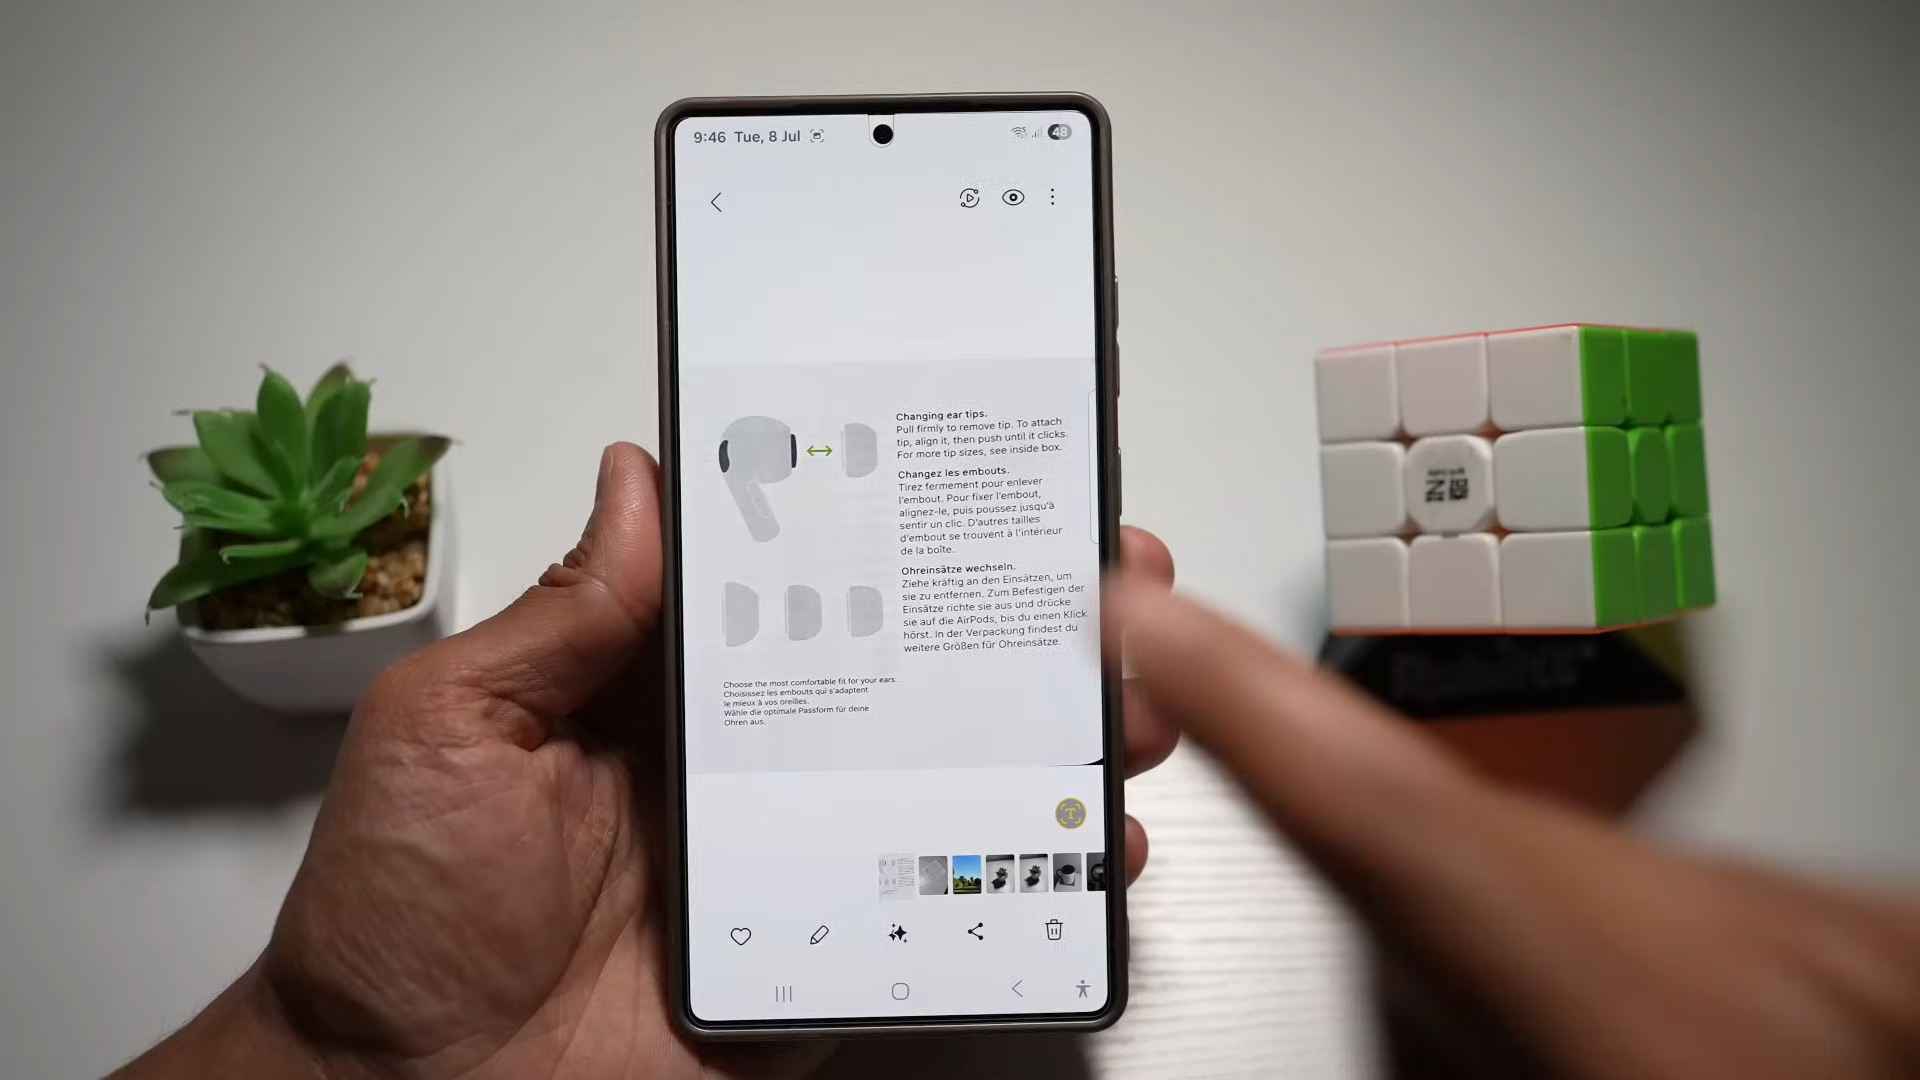 9:46 Tue, 8 Jul
48
Changing ear tips.
Pull firmly to remove tip. To attach
tip, align it, then push until it clicks.
For more tip sizes, see inside box.
Changez les embouts.
Tirez fermement pour enlever
l'embout. Pour fixer l'embout,
alignez-le, puis poussez jusqu'à
sentir un clic. D'autres tailles
d'embout se trouvent à l'intérieur
de la boîte.
Ohreinsätze wechseln.
Ziehe kräftig an den Einsätzen, um
sie zu entfernen. Zum Befestigen der
Einsätze richte sie aus und drücke
sie auf die AirPods, bis du einen Klick
hörst. In der Verpackung findest du
weitere Größen für Ohreinsätze.
Choose the most comfortable fit for your ears.
Choisissez les embouts qui s'adaptent
le mieux à vos oreilles.
Wähle die optimale Passform für deine
Ohren aus.
T